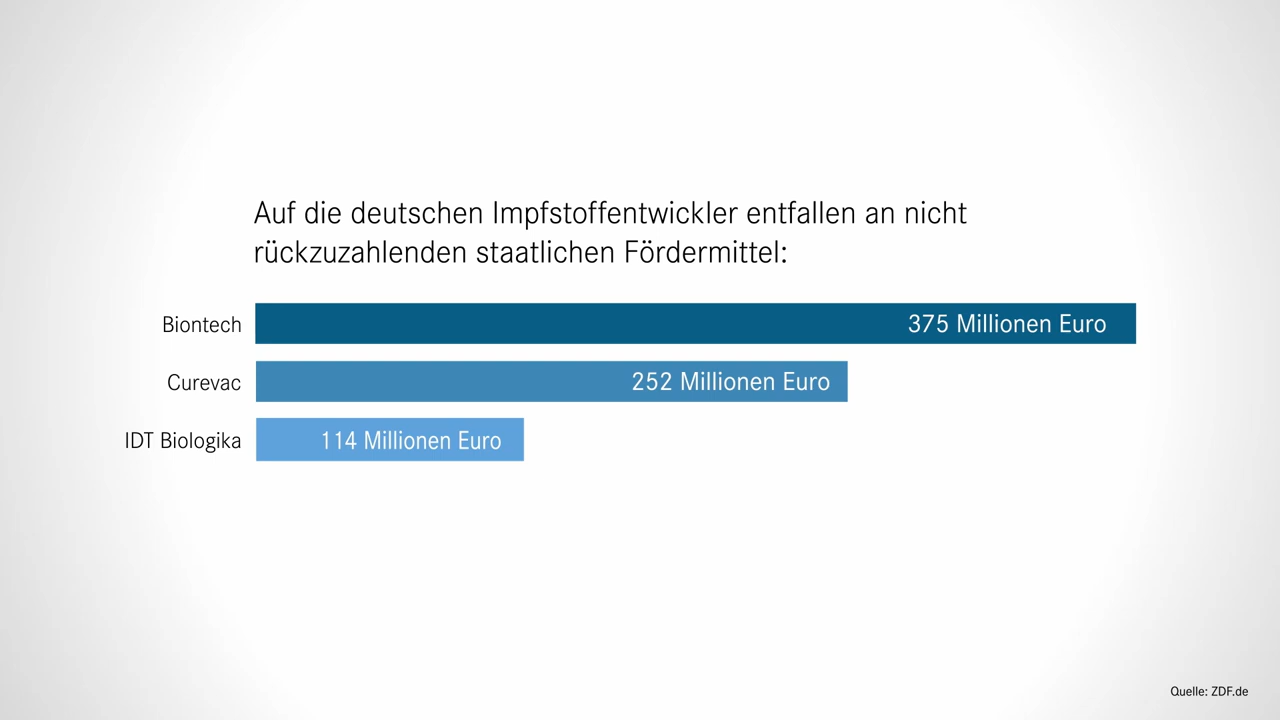 Auf die deutschen Impfstoffentwickler entfallen an nicht
rückzuzahlenden staatlichen Fördermittel:
Biontech 375 Millionen Euro
Curevac 252 Millionen Euro
IDT Biologika 114 Millionen Euro
Quelle: ZDF.de